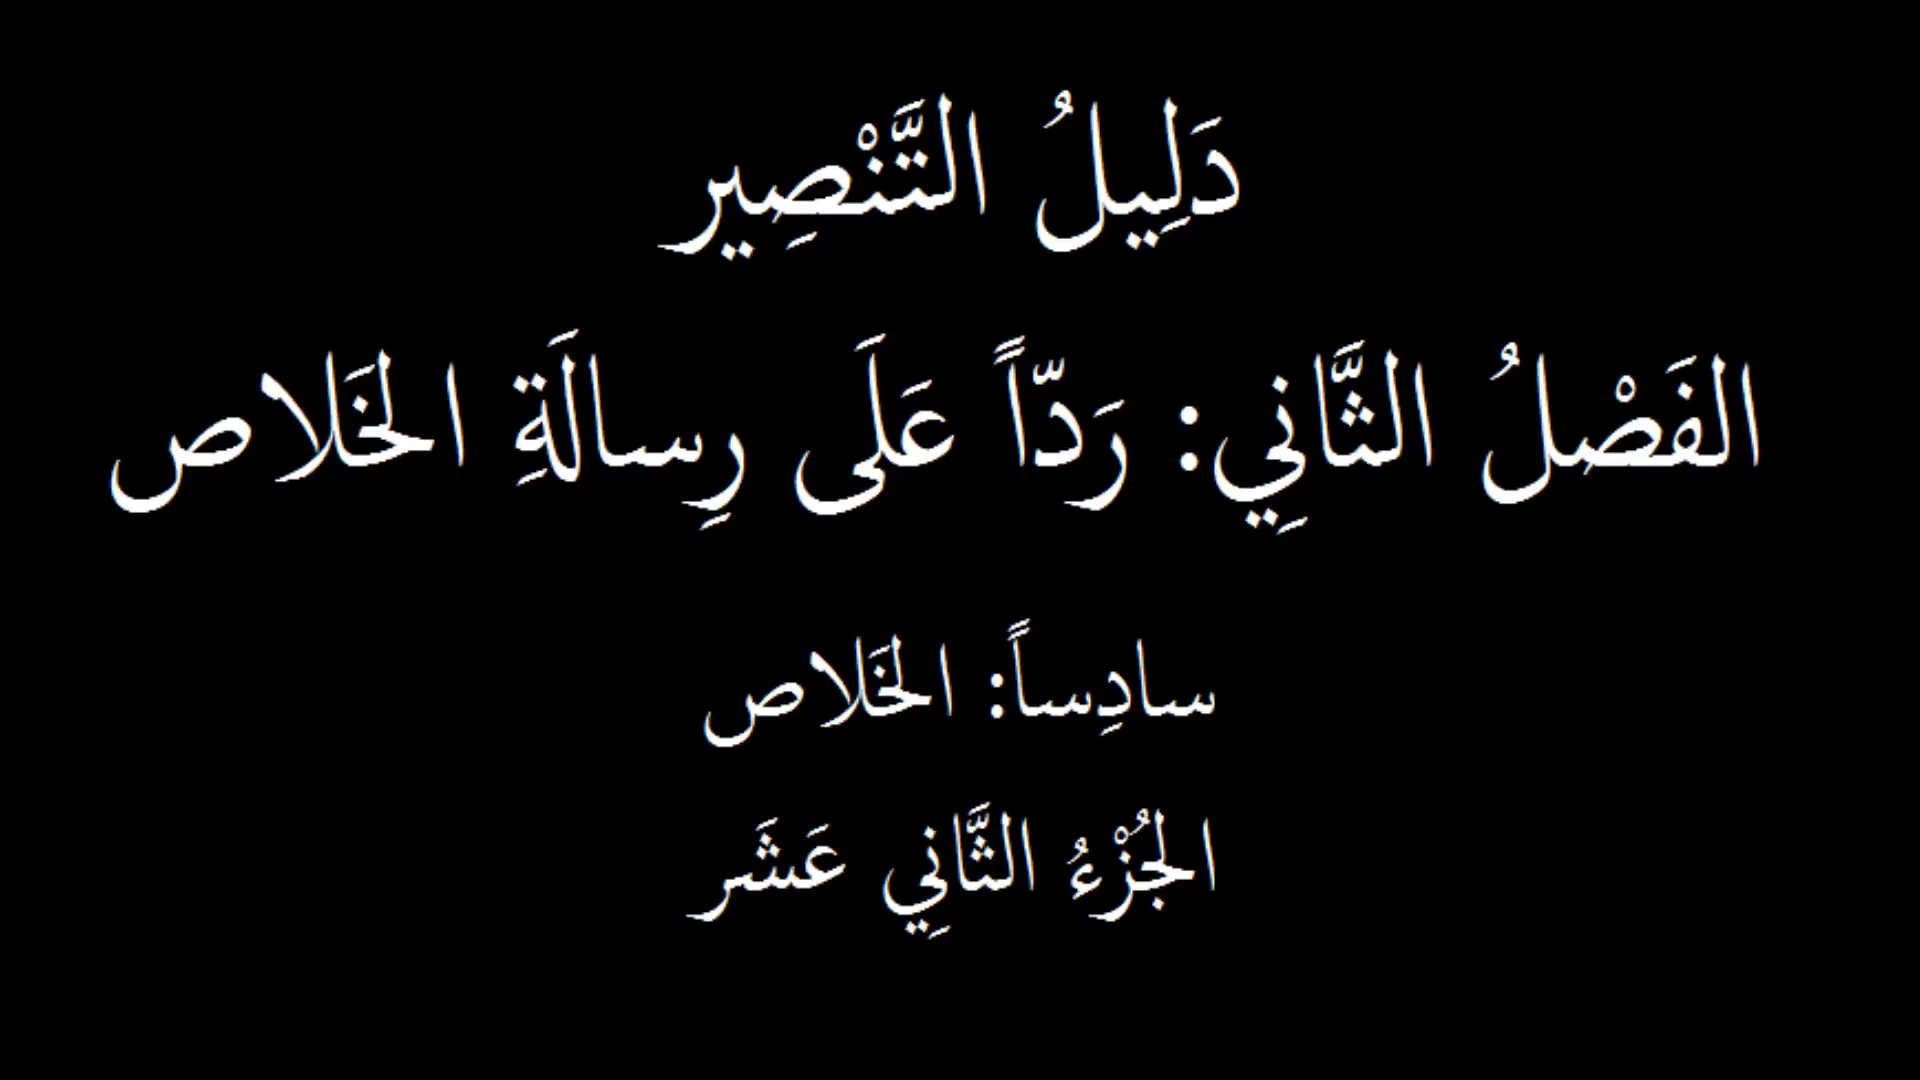 دَلِيلُ التَّنْصِير
الفَصْلُ الثَّانِي: رَدّاً عَلَى رِسالَةِ الخَلاص
سادِساً: الخَلاص
الجُزْءُ الثَّانِي عَشَر